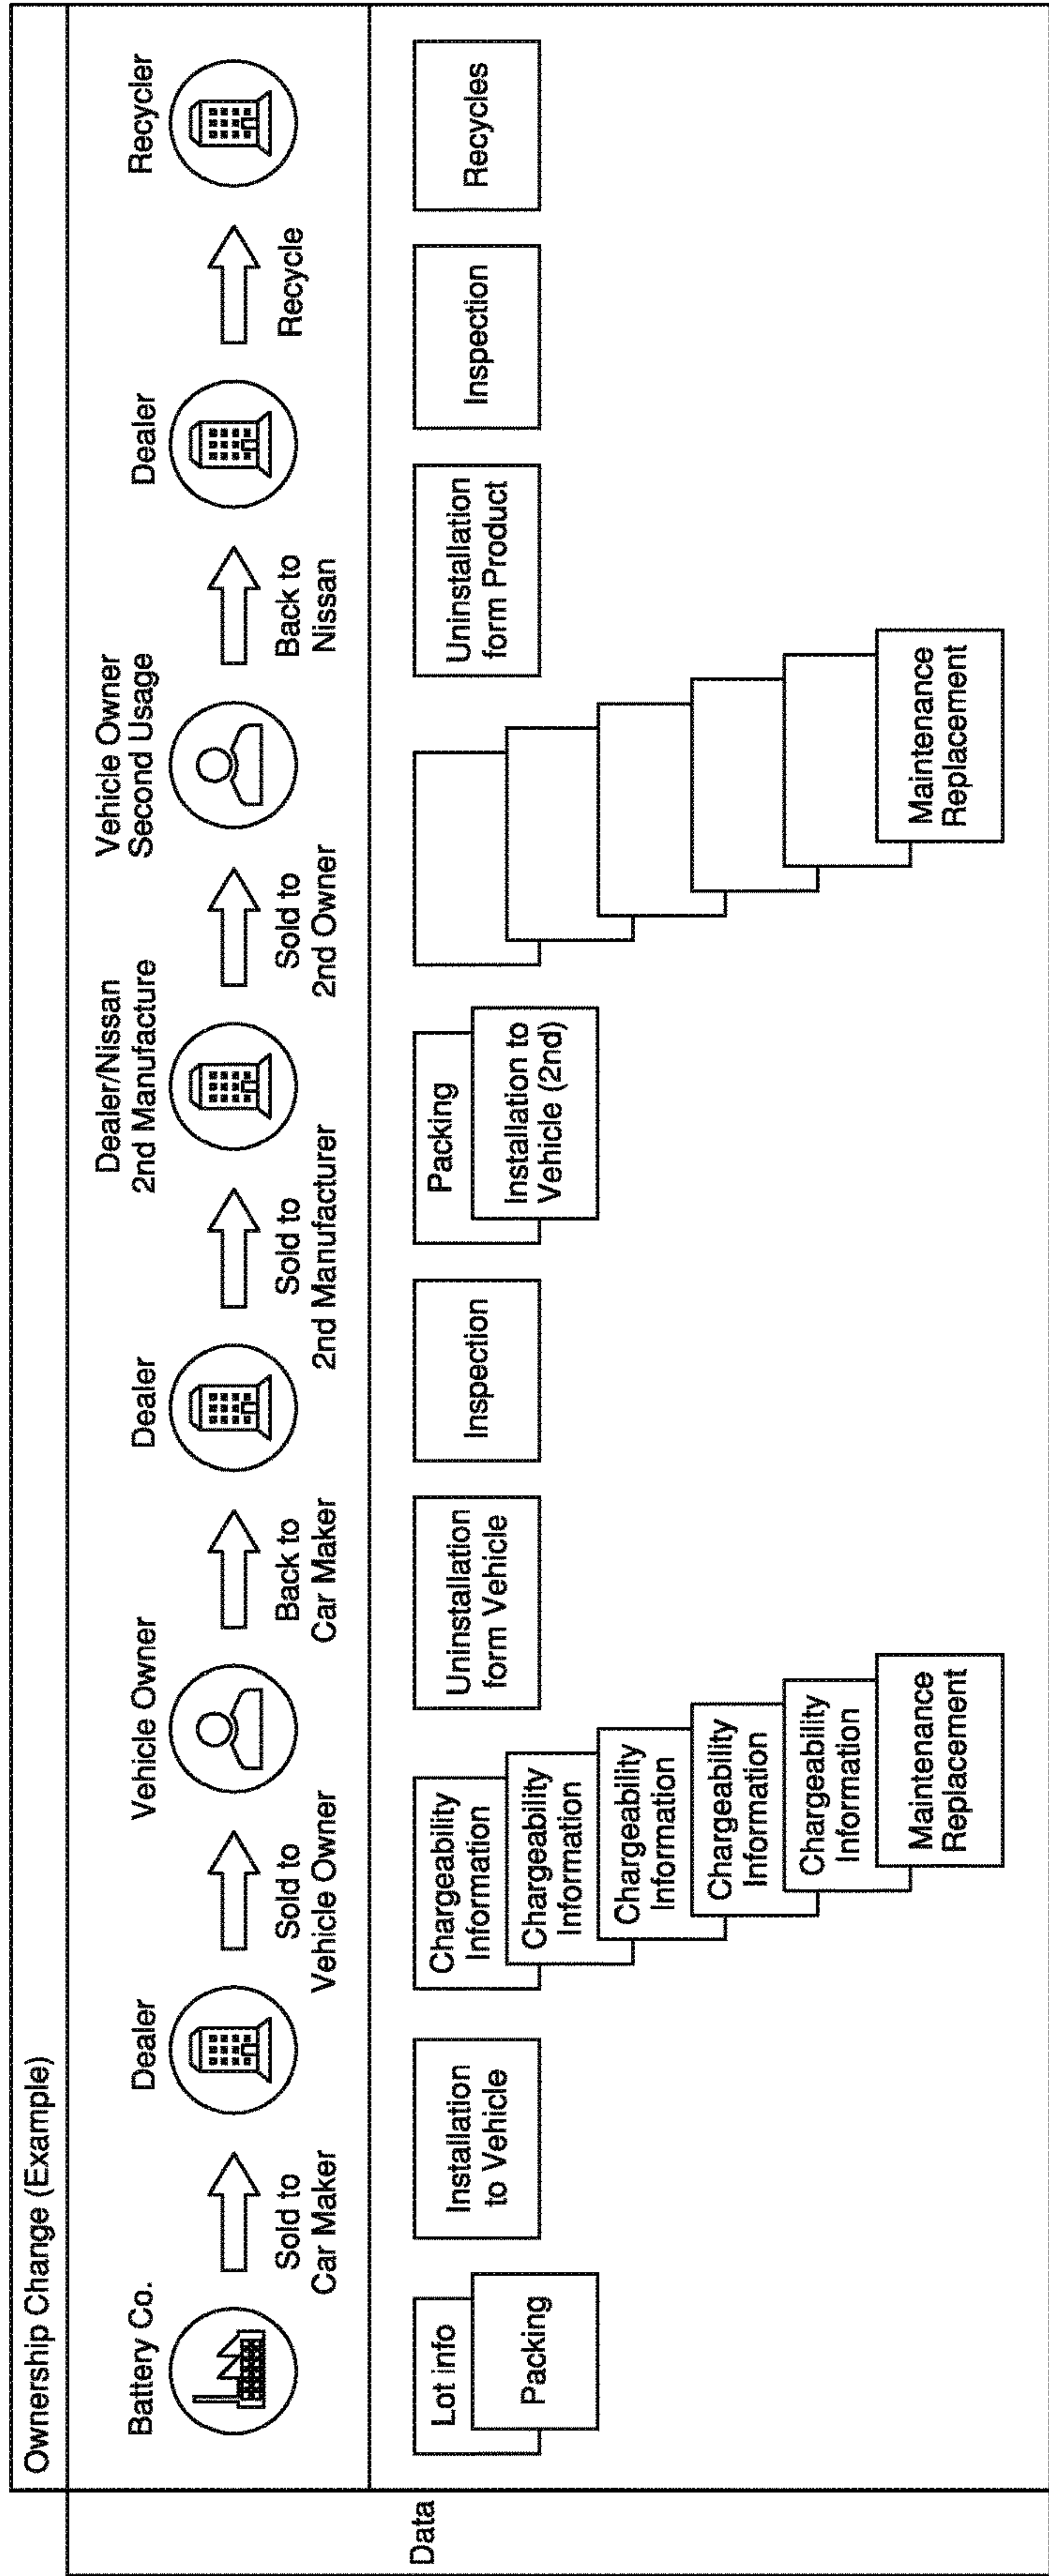 Ownership Change (Example)
Battery Co.
Sold to
Car Maker
Dealer
Sold to
Vehicle Owner
Vehicle Owner
Back to
Car Maker
Dealer
Sold to
2nd Manufacturer
Dealer/Nissan
2nd Manufacture
Sold to
2nd Owner
Vehicle Owner
Second Usage
Back to
Nissan
Dealer
Recycle
Recycler
Data
Lot info
Packing
Installation
to Vehicle
Chargeability
Information
Chargeability
Information
Chargeability
Information
Chargeability
Information
Chargeability
Information
Maintenance
Replacement
Uninstallation
form Vehicle
Inspection
Packing
Installation to
Vehicle (2nd)
Maintenance
Replacement
Uninstallation
form Product
Inspection
Recycles